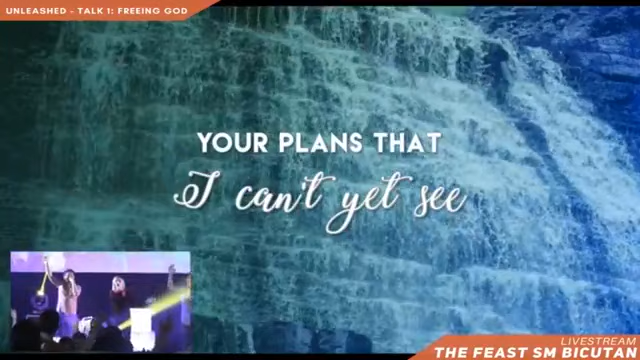 UNLEASHED - TALK 1: FREEING GOD
YOUR PLANS THAT
I can't yet see
LIVESTREAM
THE FEAST SM BICUTAN